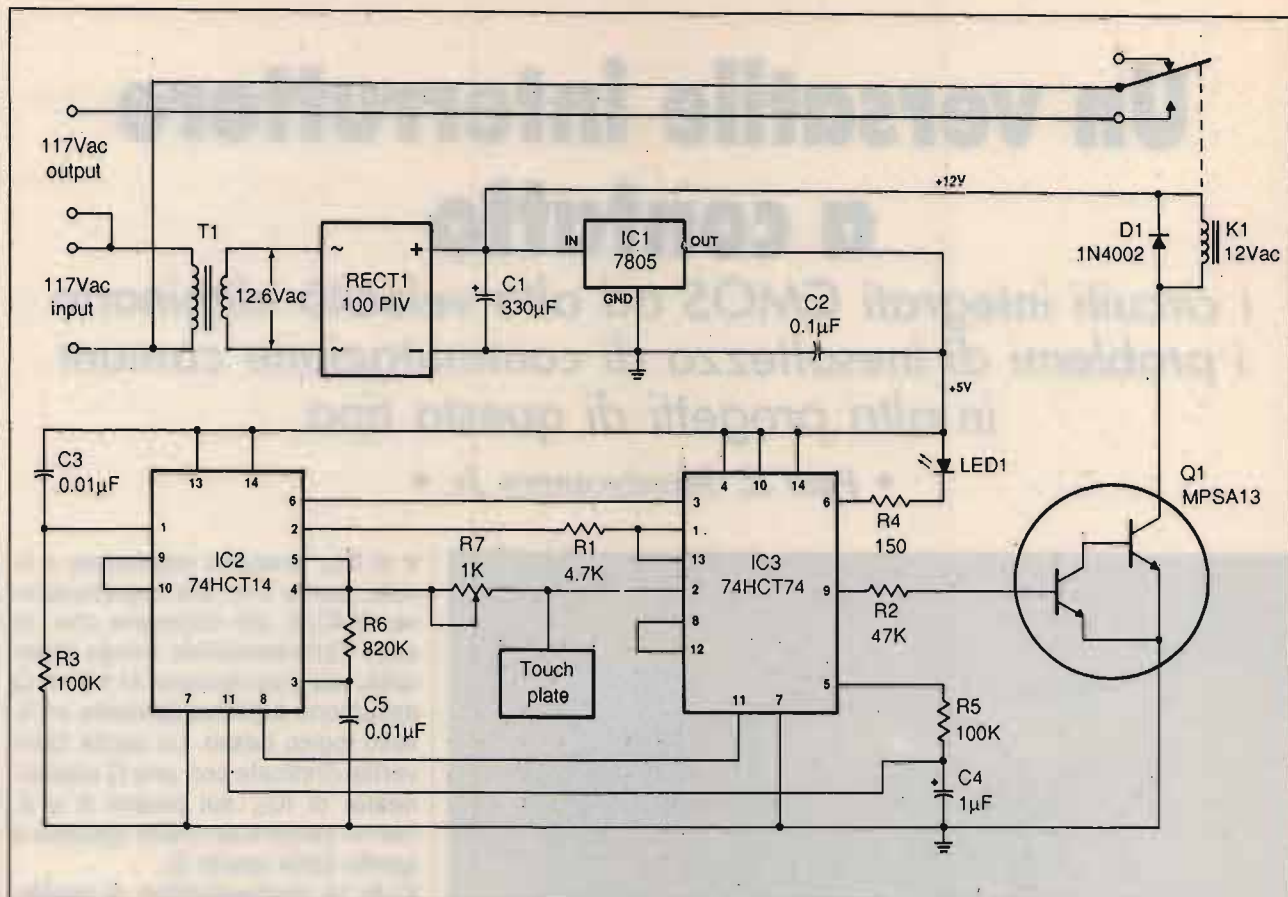 117Vac
output
117Vac
input
T1
12.6Vac
~
~
RECT1
100 PIV
+
−
+
C1
330µF
IN
IC1
7805
OUT
GND
C2
0.1µF
+12V
D1
1N4002
K1
12Vac
+5V
C3
0.01µF
13
14
1
9
10
IC2
74HCT14
6
2
5
4
3
7
11
8
R3
100K
R7
1K
R1
4.7K
R6
820K
C5
0.01µF
Touch
plate
4
10
14
3
1
13
2
8
12
IC3
74HCT74
6
9
5
11
7
LED1
R4
150
R2
47K
Q1
MPSA13
R5
100K
+
C4
1µF